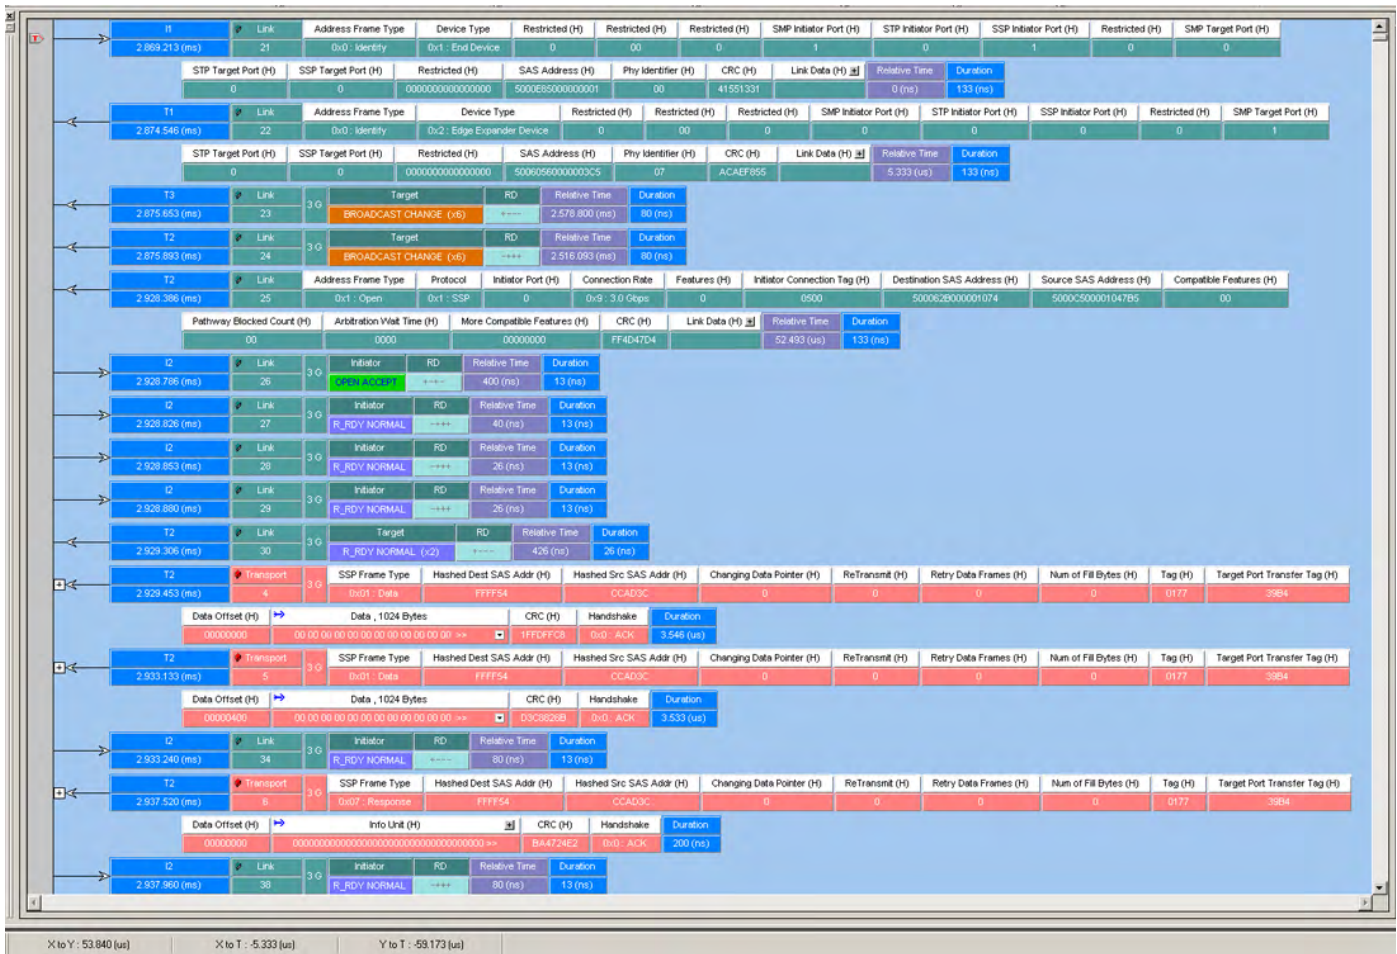 I1 Link Address Frame Type Device Type Restricted (H) Restricted (H) Restricted (H) SMP Initiator Port (H) STP Initiator Port (H) SSP Initiator Port (H) Restricted (H) SMP Target Port (H)
2.869.213 (ms) 21 0x0 : Identify 0x1 : End Device 0 00 0 1 0 1 0 0
STP Target Port (H) SSP Target Port (H) Restricted (H) SAS Address (H) Phy Identifier (H) CRC (H) Link Data (H) Relative Time Duration
0 0 0000000000000000 5000E85000000001 00 41551331 0 (ns) 133 (ns)
T1 Link Address Frame Type Device Type Restricted (H) Restricted (H) Restricted (H) SMP Initiator Port (H) STP Initiator Port (H) SSP Initiator Port (H) Restricted (H) SMP Target Port (H)
2.874.546 (ms) 22 0x0 : Identify 0x2 : Edge Expander Device 0 00 0 0 0 0 0 1
STP Target Port (H) SSP Target Port (H) Restricted (H) SAS Address (H) Phy Identifier (H) CRC (H) Link Data (H) Relative Time Duration
0 0 0000000000000000 50060560000003C5 07 ACAEF855 5.333 (us) 133 (ns)
T3 Link 3 G Target RD Relative Time Duration
2.875.653 (ms) 23 BROADCAST CHANGE (x6) +--- 2.578.800 (ms) 80 (ns)
T2 Link 3 G Target RD Relative Time Duration
2.875.893 (ms) 24 BROADCAST CHANGE (x6) -+++ 2.516.093 (ms) 80 (ns)
T2 Link Address Frame Type Protocol Initiator Port (H) Connection Rate Features (H) Initiator Connection Tag (H) Destination SAS Address (H) Source SAS Address (H) Compatible Features (H)
2.928.386 (ms) 25 0x1 : Open 0x1 : SSP 0 0x9 : 3.0 Gbps 0 0500 500062B000001074 5000C500001047B5 00
Pathway Blocked Count (H) Arbitration Wait Time (H) More Compatible Features (H) CRC (H) Link Data (H) Relative Time Duration
00 0000 00000000 FF4D47D4 52.493 (us) 133 (ns)
I2 Link 3 G Initiator RD Relative Time Duration
2.928.786 (ms) 26 OPEN ACCEPT +-+- 400 (ns) 13 (ns)
I2 Link 3 G Initiator RD Relative Time Duration
2.928.826 (ms) 27 R_RDY NORMAL -+++ 40 (ns) 13 (ns)
I2 Link 3 G Initiator RD Relative Time Duration
2.928.853 (ms) 28 R_RDY NORMAL -+++ 26 (ns) 13 (ns)
I2 Link 3 G Initiator RD Relative Time Duration
2.928.880 (ms) 29 R_RDY NORMAL -+++ 26 (ns) 13 (ns)
T2 Link 3 G Target RD Relative Time Duration
2.929.306 (ms) 30 R_RDY NORMAL (x2) +--- 426 (ns) 26 (ns)
T2 Transport 3 G SSP Frame Type Hashed Dest SAS Addr (H) Hashed Src SAS Addr (H) Changing Data Pointer (H) ReTransmit (H) Retry Data Frames (H) Num of Fill Bytes (H) Tag (H) Target Port Transfer Tag (H)
2.929.453 (ms) 4 0x01 : Data FFFF54 CCAD3C 0 0 0 0 0177 39B4
Data Offset (H) Data , 1024 Bytes CRC (H) Handshake Duration
00000000 00 00 00 00 00 00 00 00 00 00 00 00 >> 1FFDFFC8 0x0 : ACK 3.546 (us)
T2 Transport 3 G SSP Frame Type Hashed Dest SAS Addr (H) Hashed Src SAS Addr (H) Changing Data Pointer (H) ReTransmit (H) Retry Data Frames (H) Num of Fill Bytes (H) Tag (H) Target Port Transfer Tag (H)
2.933.133 (ms) 5 0x01 : Data FFFF54 CCAD3C 0 0 0 0 0177 39B4
Data Offset (H) Data , 1024 Bytes CRC (H) Handshake Duration
00000400 00 00 00 00 00 00 00 00 00 00 00 00 >> D3C8826B 0x0 : ACK 3.533 (us)
I2 Link 3 G Initiator RD Relative Time Duration
2.933.240 (ms) 34 R_RDY NORMAL +--- 80 (ns) 13 (ns)
T2 Transport 3 G SSP Frame Type Hashed Dest SAS Addr (H) Hashed Src SAS Addr (H) Changing Data Pointer (H) ReTransmit (H) Retry Data Frames (H) Num of Fill Bytes (H) Tag (H) Target Port Transfer Tag (H)
2.937.520 (ms) 6 0x07 : Response FFFF54 CCAD3C 0 0 0 0 0177 39B4
Data Offset (H) Info Unit (H) CRC (H) Handshake Duration
00000000 00000000000000000000000000000000 >> BA4724E2 0x0 : ACK 200 (ns)
I2 Link 3 G Initiator RD Relative Time Duration
2.937.960 (ms) 38 R_RDY NORMAL -+++ 80 (ns) 13 (ns)
X to Y : 53.840 (us) X to T : -5.333 (us) Y to T : -59.173 (us)